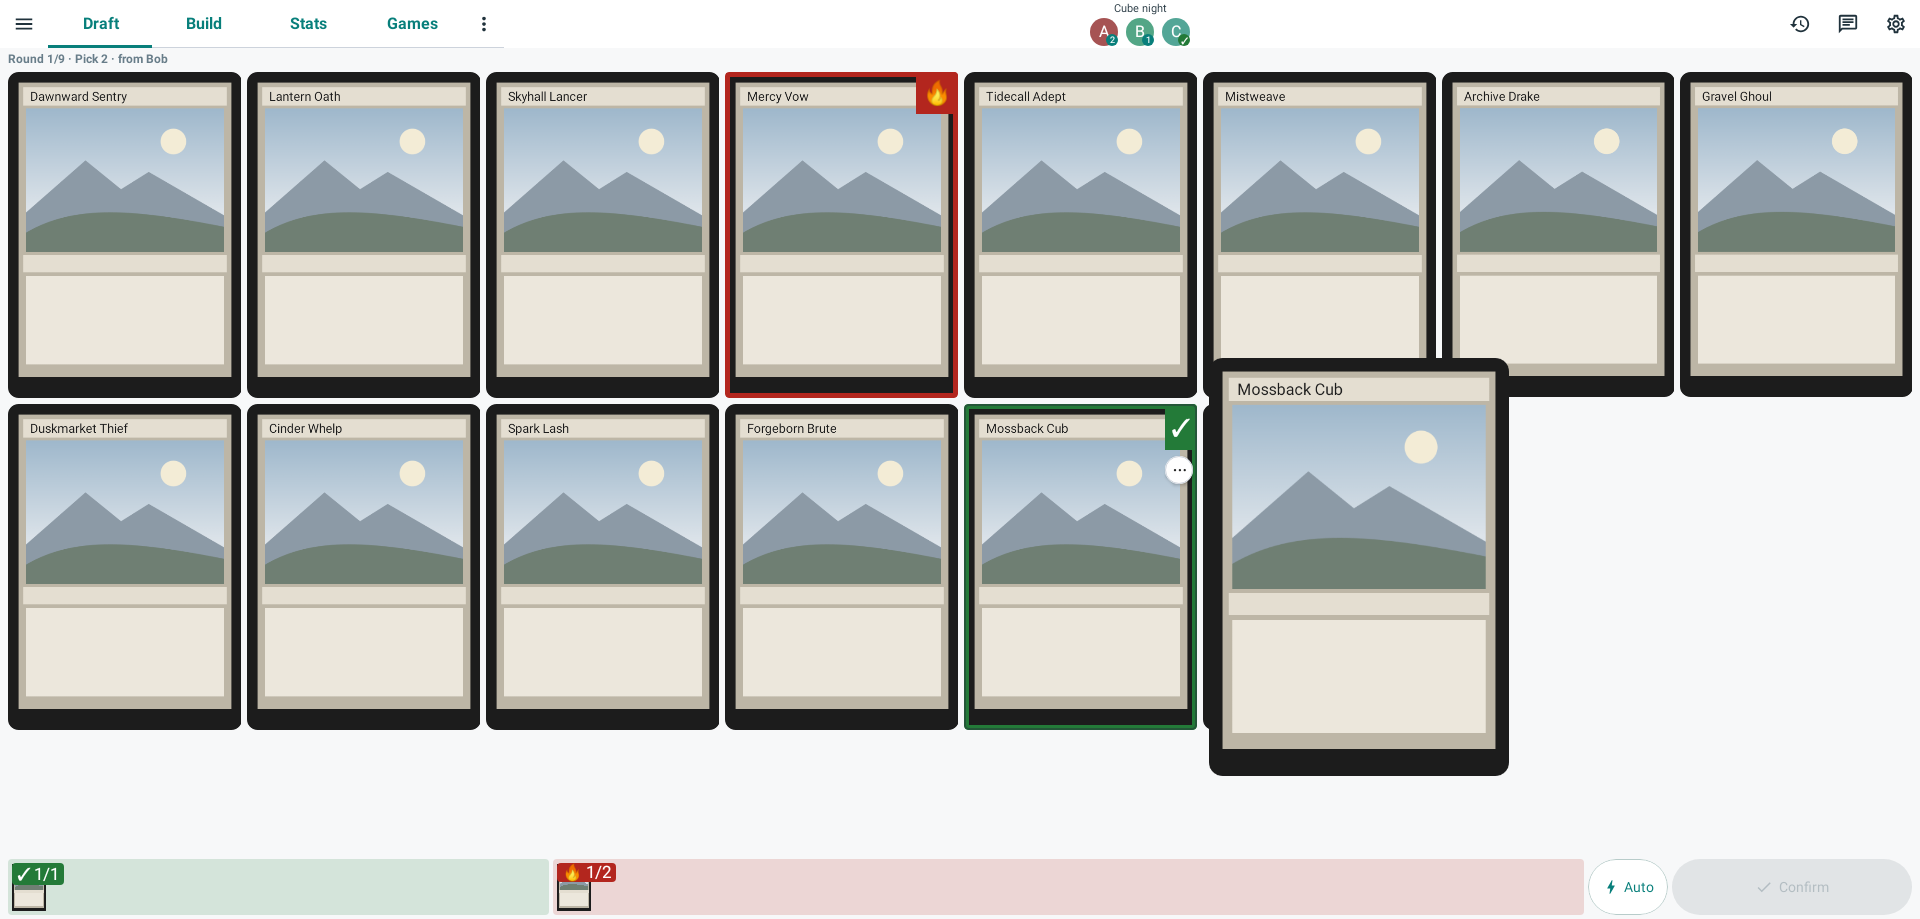 Draft Build Stats Games
Cube night
A 2 B 1 C
Round 1/9 · Pick 2 · from Bob
Dawnward Sentry
Lantern Oath
Skyhall Lancer
Mercy Vow
Tidecall Adept
Mistweave
Archive Drake
Gravel Ghoul
Duskmarket Thief
Cinder Whelp
Spark Lash
Forgeborn Brute
Mossback Cub
Mossback Cub
1/1
1/2
Auto
Confirm